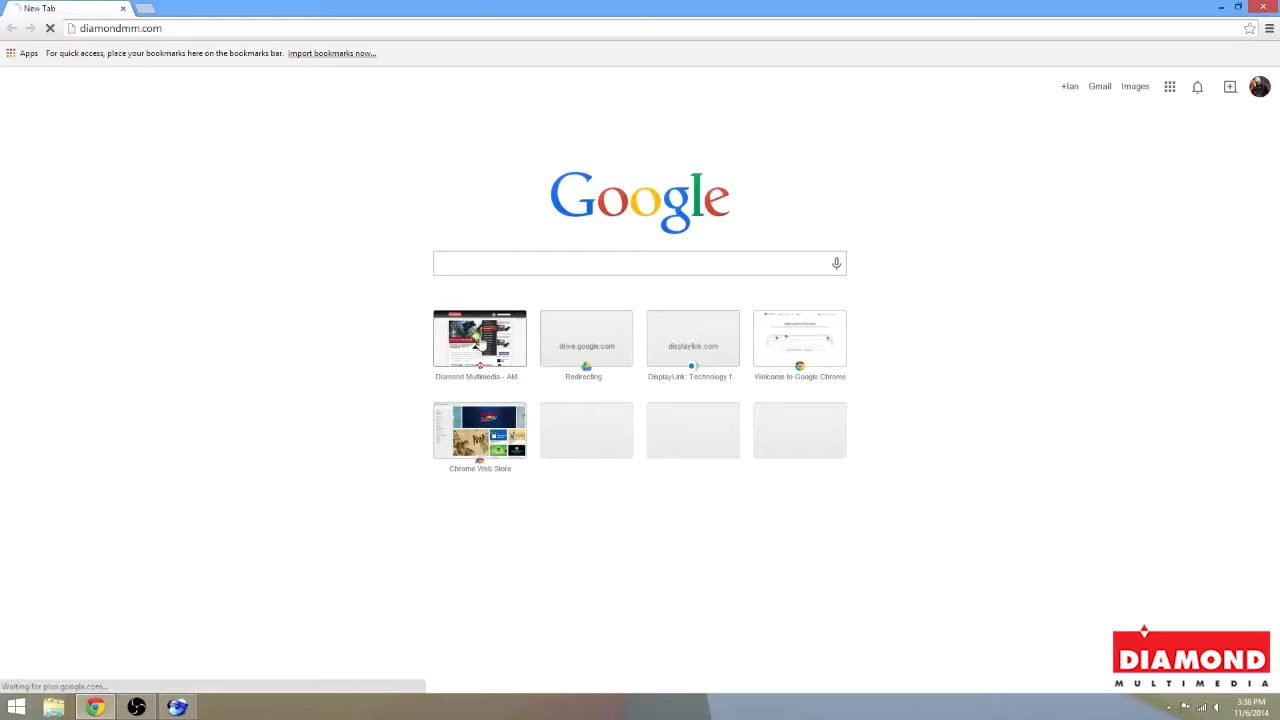 New Tab
diamondmm.com
Apps For quick access, place your bookmarks here on the bookmarks bar. Import bookmarks now...
+Ian Gmail Images
Google
drive.google.com
displaylink.com
Diamond Multimedia - AM...
Redirecting
DisplayLink: Technology f...
Welcome to Google Chrome
Chrome Web Store
DIAMOND
MULTIMEDIA
Waiting for plus.google.com...
3:38 PM
11/6/2014